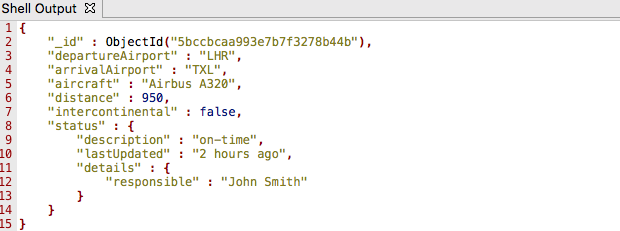 Shell Output
1 {
2 "_id" : ObjectId("5bccbcaa993e7b7f3278b44b"),
3 "departureAirport" : "LHR",
4 "arrivalAirport" : "TXL",
5 "aircraft" : "Airbus A320",
6 "distance" : 950,
7 "intercontinental" : false,
8 "status" : {
9 "description" : "on-time",
10 "lastUpdated" : "2 hours ago",
11 "details" : {
12 "responsible" : "John Smith"
13 }
14 }
15 }